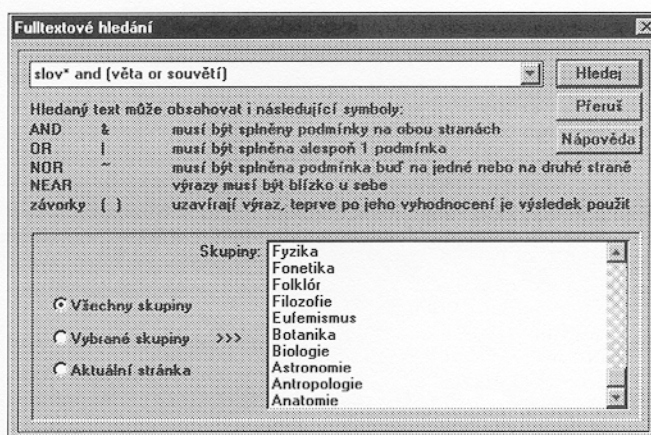 Fulltextové hledání
slov* and (věta or souvětí)
Hledej
Přeruš
Nápověda
Hledaný text může obsahovat i následující symboly:
AND & musí být splněny podmínky na obou stranách
OR | musí být splněna alespoň 1 podmínka
NOR ~ musí být splněna podmínka buď na jedné nebo na druhé straně
NEAR výrazy musí být blízko u sebe
závorky ( ) uzavírají výraz, teprve po jeho vyhodnocení je výsledek použit
Skupiny:
Všechny skupiny
Vybrané skupiny >>>
Aktuální stránka
Fyzika
Fonetika
Folklór
Filozofie
Eufemismus
Botanika
Biologie
Astronomie
Antropologie
Anatomie